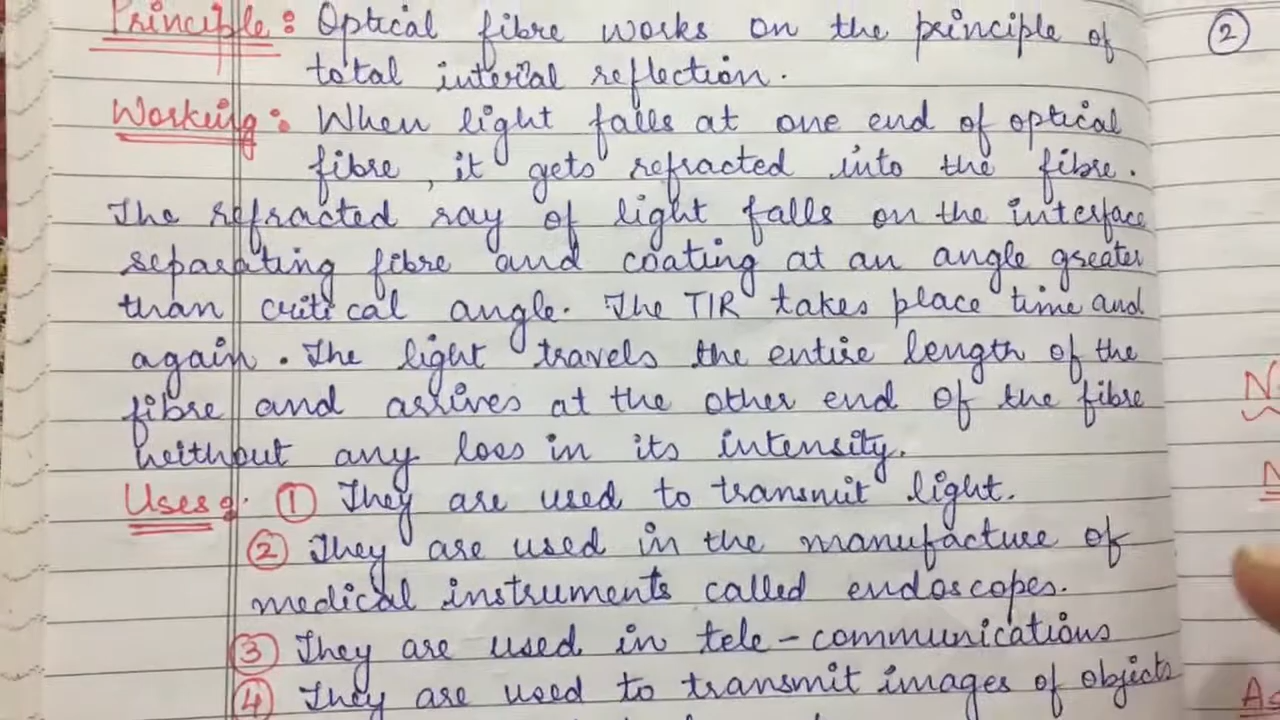 Principle : Optical fibre works on the principle of
total interal reflection.
Working : When light falls at one end of optical
fibre, it gets refracted into the fibre.
The refracted ray of light falls on the interface
separating fibre and coating at an angle greater
than critical angle. The TIR takes place time and
again. The light travels the entire length of the
fibre and arrives at the other end of the fibre
without any loss in its intensity.
Uses : ① They are used to transmit light.
② They are used in the manufacture of
medical instruments called endoscopes.
③ They are used in tele-communications
④ They are used to transmit images of objects
②
N
N
As